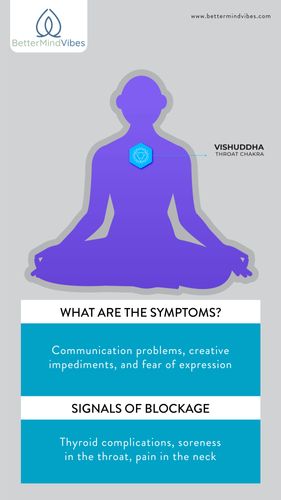 www.bettermindvibes.com
BetterMindVibes.
VISHUDDHA
THROAT CHAKRA
WHAT ARE THE SYMPTOMS?
Communication problems, creative
impediments, and fear of expression
SIGNALS OF BLOCKAGE
Thyroid complications, soreness
in the throat, pain in the neck